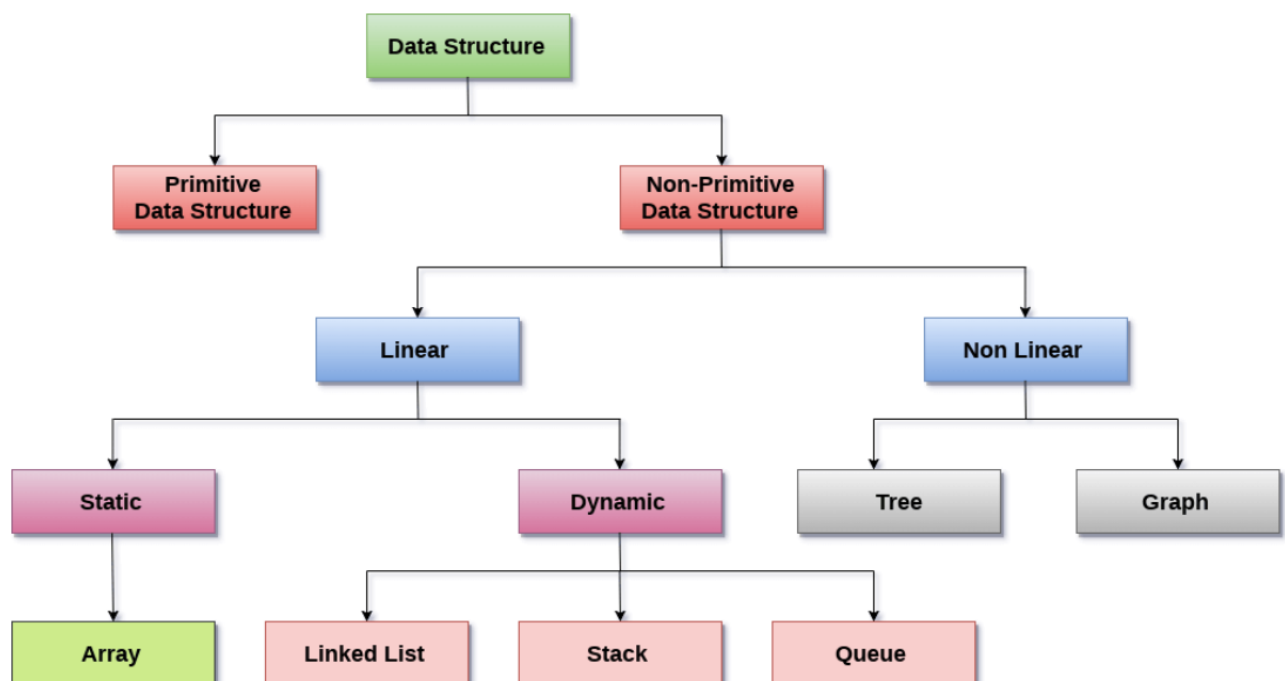 Data Structure
Primitive
Data Structure
Non-Primitive
Data Structure
Linear
Non Linear
Static
Dynamic
Tree
Graph
Array
Linked List
Stack
Queue